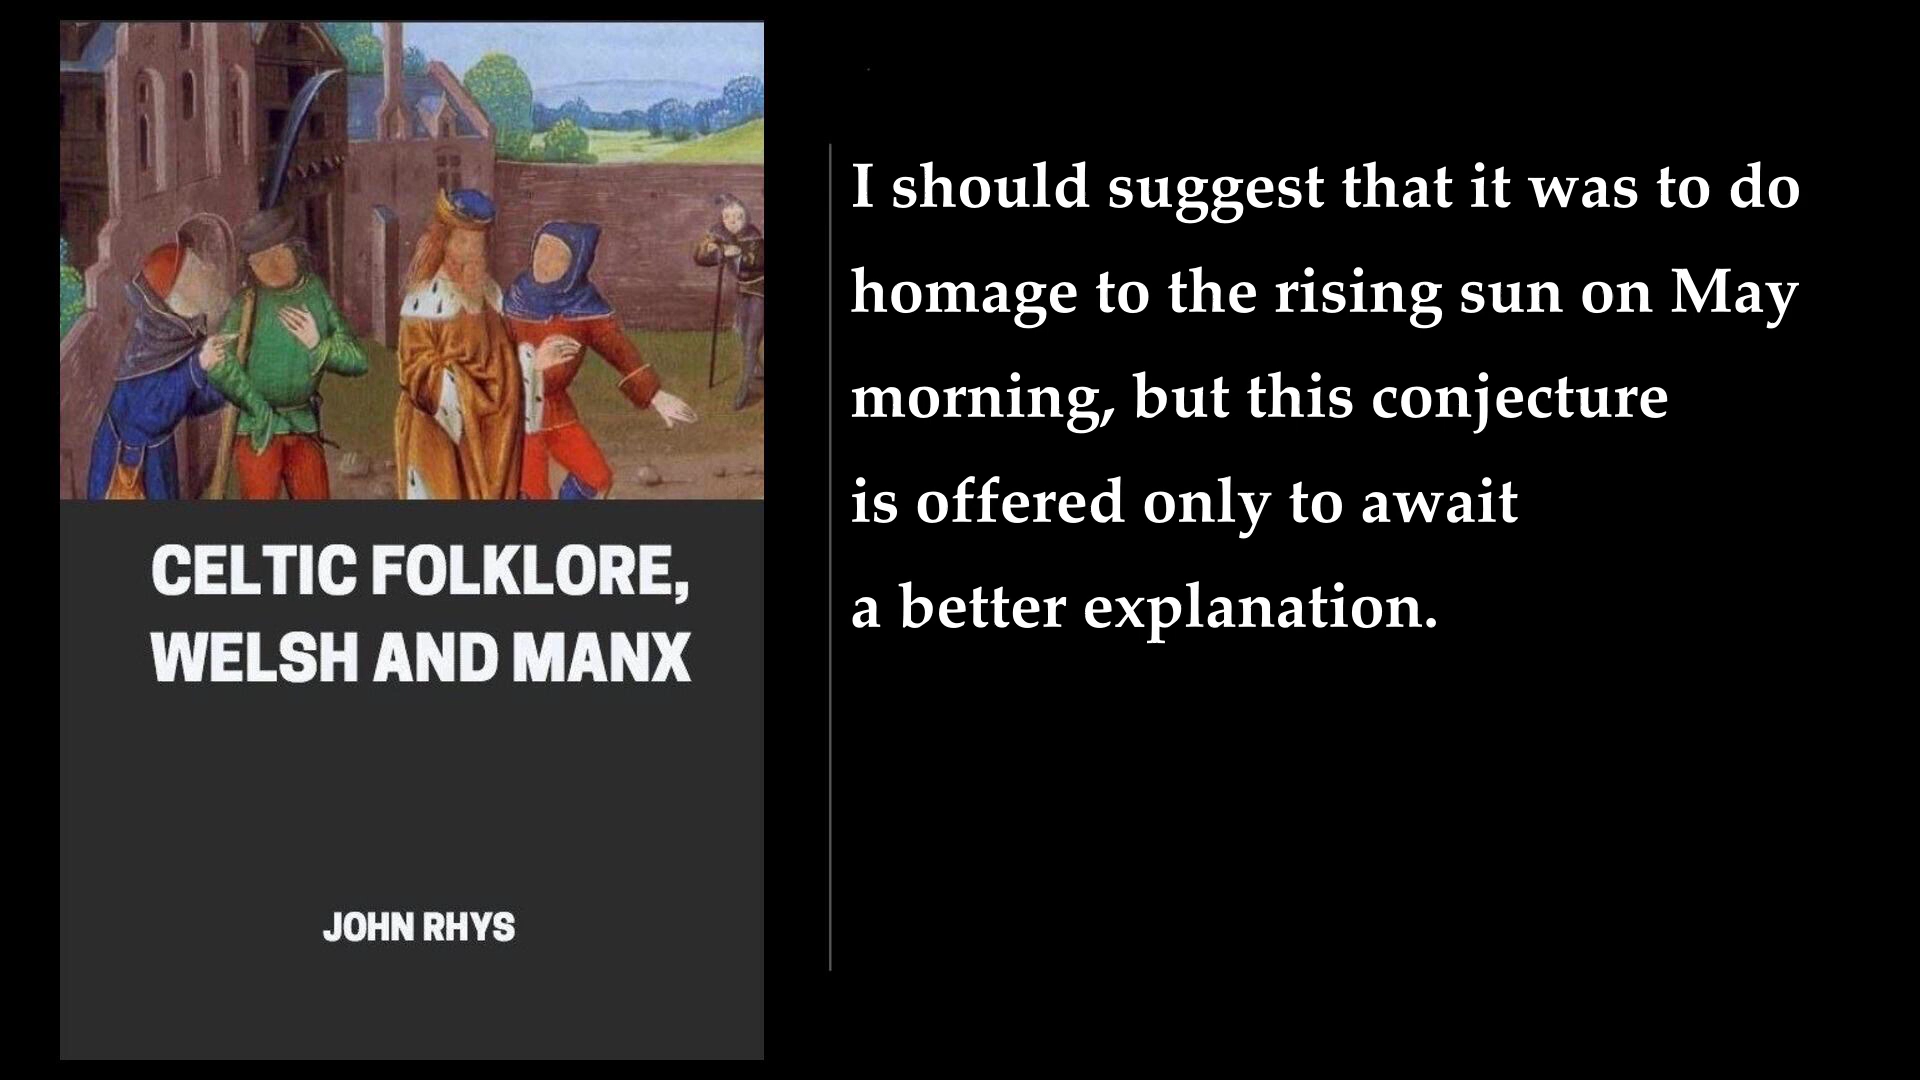 CELTIC FOLKLORE,
WELSH AND MANX
JOHN RHYS
I should suggest that it was to do
homage to the rising sun on May
morning, but this conjecture
is offered only to await
a better explanation.